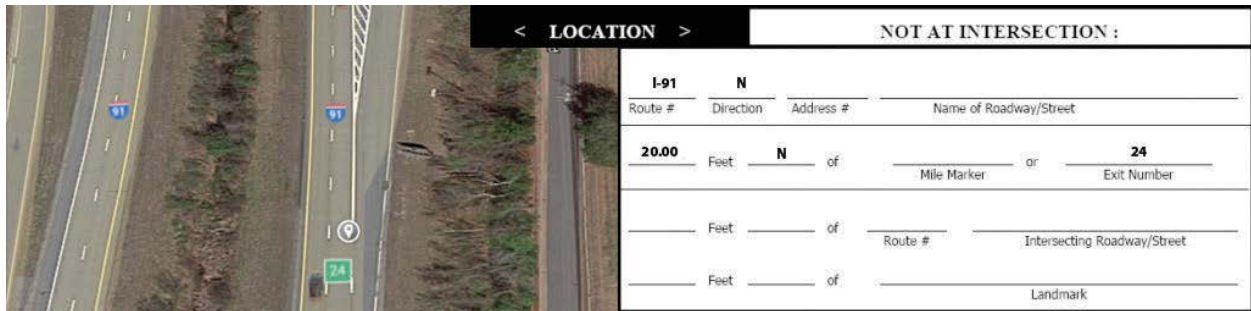 < LOCATION >
NOT AT INTERSECTION :
I-91 N
Route # Direction Address # Name of Roadway/Street
20.00 Feet N of or 24
Mile Marker Exit Number
Feet of
Route # Intersecting Roadway/Street
Feet of
Landmark
91
91
24